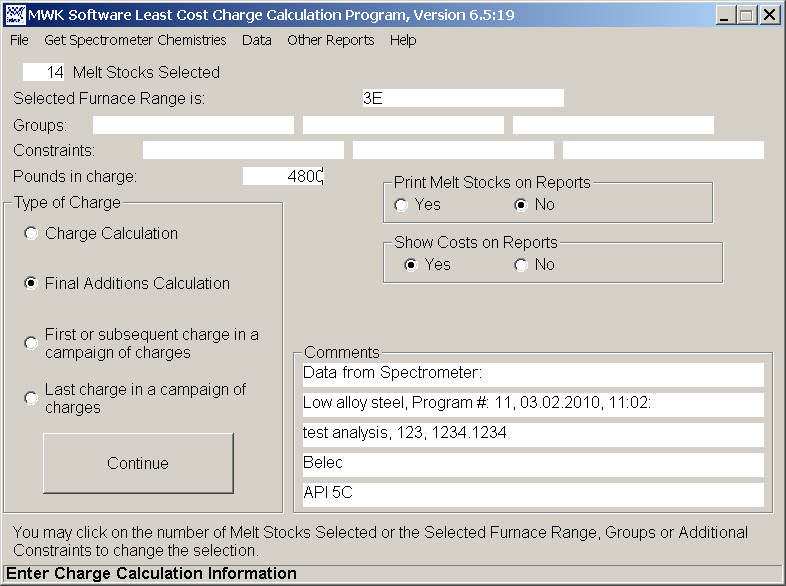 MWK Software Least Cost Charge Calculation Program, Version 6.5:19
File Get Spectrometer Chemistries Data Other Reports Help
14 Melt Stocks Selected
Selected Furnace Range is: 3E
Groups:
Constraints:
Pounds in charge: 4800
Type of Charge
Charge Calculation
Final Additions Calculation
First or subsequent charge in a
campaign of charges
Last charge in a campaign of
charges
Continue
Print Melt Stocks on Reports
Yes No
Show Costs on Reports
Yes No
Comments
Data from Spectrometer:
Low alloy steel, Program #: 11, 03.02.2010, 11:02:
test analysis, 123, 1234.1234
Belec
API 5C
You may click on the number of Melt Stocks Selected or the Selected Furnace Range, Groups or Additional
Constraints to change the selection.
Enter Charge Calculation Information